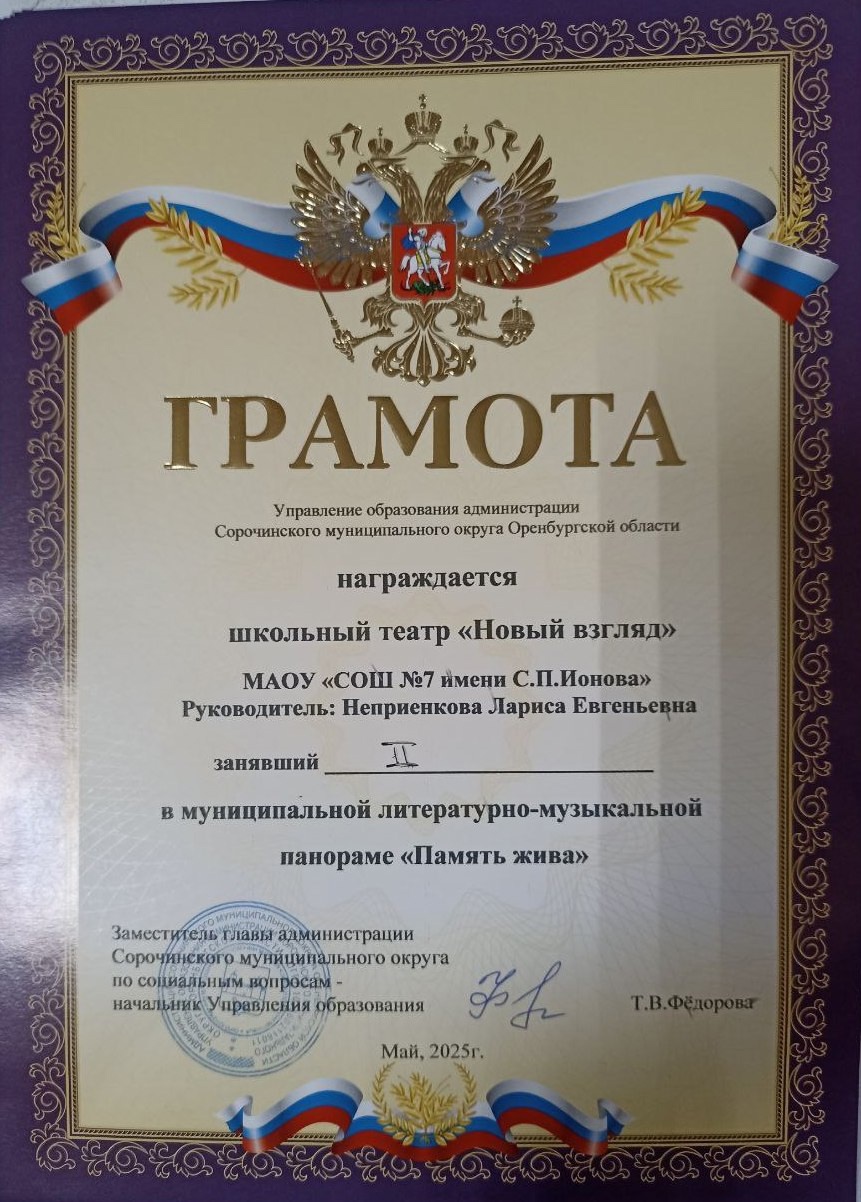 ГРАМОТА
Управление образования администрации
Сорочинского муниципального округа Оренбургской области
награждается
школьный театр «Новый взгляд»
МАОУ «СОШ №7 имени С.П.Ионова»
Руководитель: Неприенкова Лариса Евгеньевна
занявший II
в муниципальной литературно-музыкальной
панораме «Память жива»
Заместитель главы администрации
Сорочинского муниципального округа
по социальным вопросам -
начальник Управления образования
Т.В.Фёдорова
Май, 2025г.